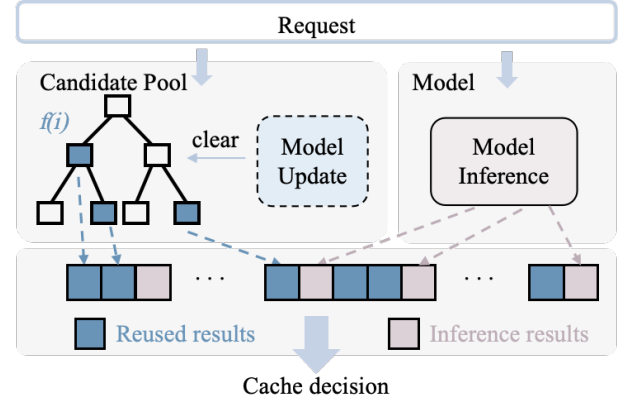 Request
Candidate Pool
f(i)
clear
Model
Update
Model
Model
Inference
. . .
. . .
Reused results
Inference results
Cache decision